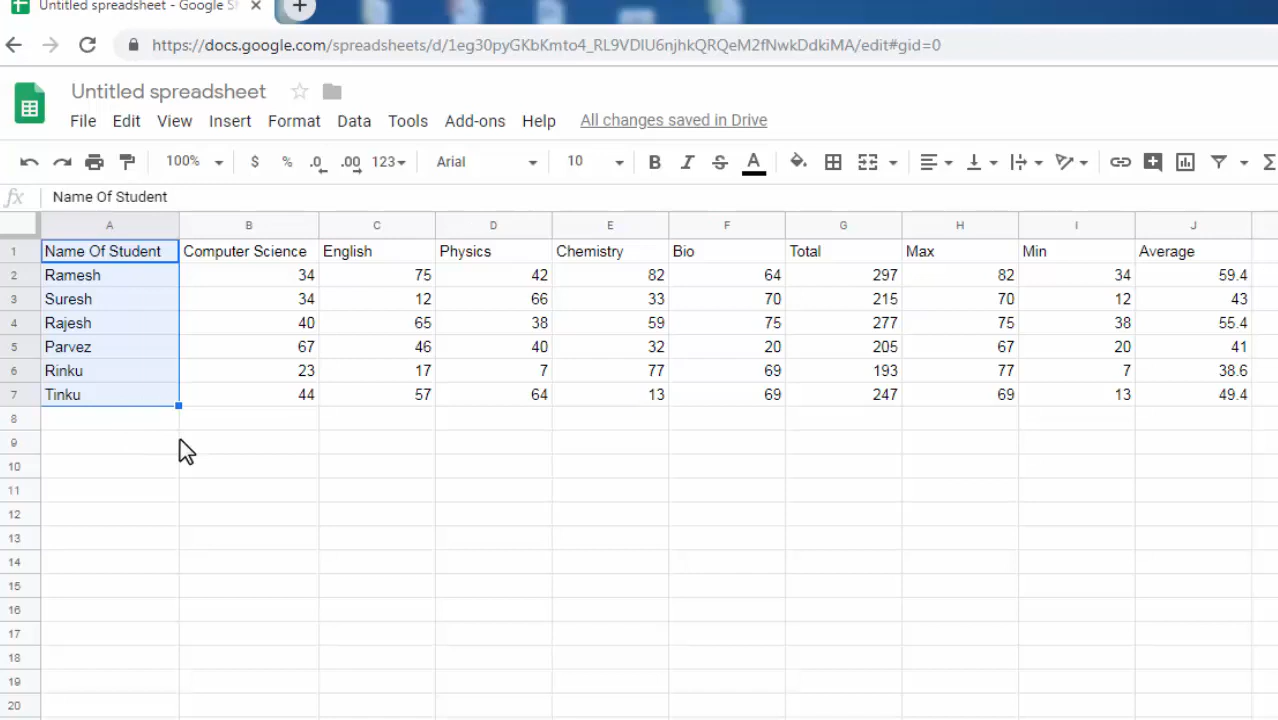 Untitled spreadsheet - Google S
https://docs.google.com/spreadsheets/d/1eg30pyGKbKmto4_RL9VDIU6njhkQRQeM2fNwkDdkiMA/edit#gid=0
Untitled spreadsheet
File Edit View Insert Format Data Tools Add-ons Help All changes saved in Drive
100% $ % .0 .00 123 Arial 10 B I S A Σ
fx Name Of Student
A B C D E F G H I J
1 Name Of Student Computer Science English Physics Chemistry Bio Total Max Min Average
2 Ramesh 34 75 42 82 64 297 82 34 59.4
3 Suresh 34 12 66 33 70 215 70 12 43
4 Rajesh 40 65 38 59 75 277 75 38 55.4
5 Parvez 67 46 40 32 20 205 67 20 41
6 Rinku 23 17 7 77 69 193 77 7 38.6
7 Tinku 44 57 64 13 69 247 69 13 49.4
8
9
10
11
12
13
14
15
16
17
18
19
20